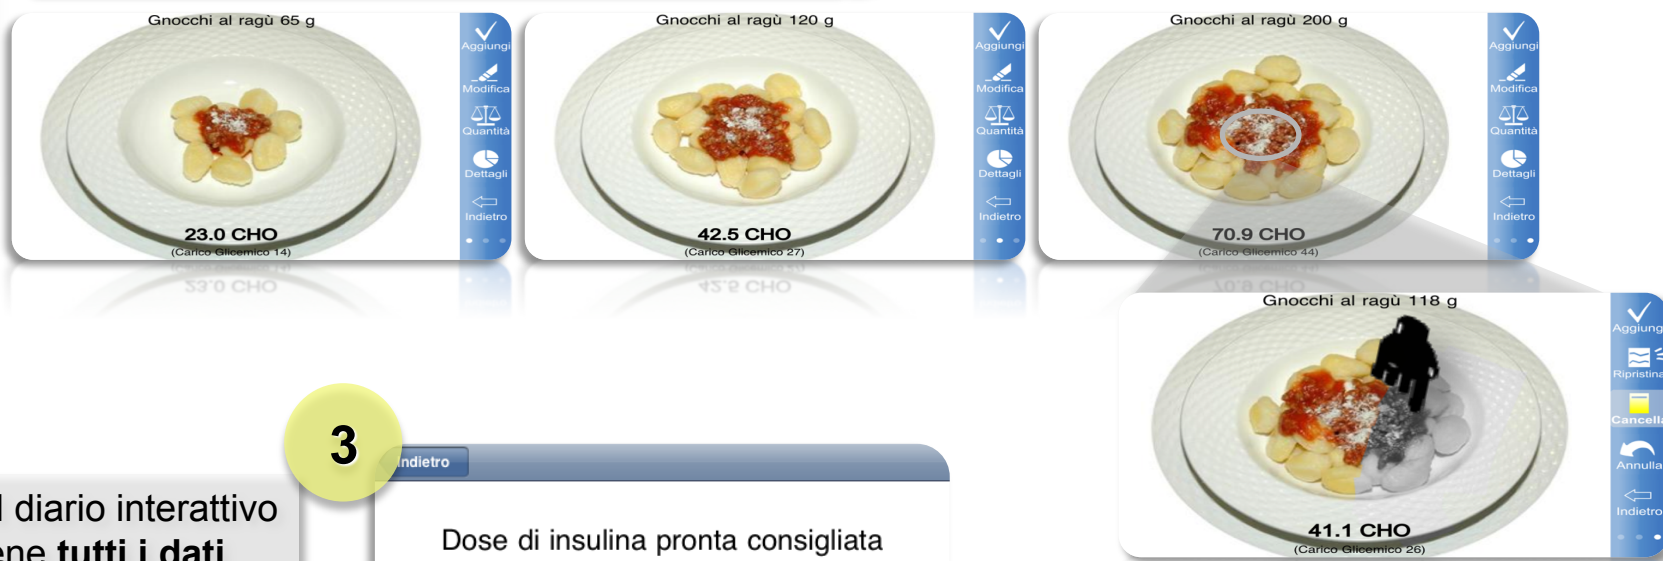 Gnocchi al ragù 65 g
Aggiungi
Modifica
Quantità
Dettagli
Indietro
23.0 CHO
(Carico Glicemico 14)
Gnocchi al ragù 120 g
Aggiungi
Modifica
Quantità
Dettagli
Indietro
42.5 CHO
(Carico Glicemico 27)
Gnocchi al ragù 200 g
Aggiungi
Modifica
Quantità
Dettagli
Indietro
70.9 CHO
(Carico Glicemico 44)
Gnocchi al ragù 118 g
Aggiungi
Ripristina
Cancella
Annulla
Indietro
41.1 CHO
(Carico Glicemico 26)
3
Indietro
l diario interattivo
ene tutti i dati
Dose di insulina pronta consigliata